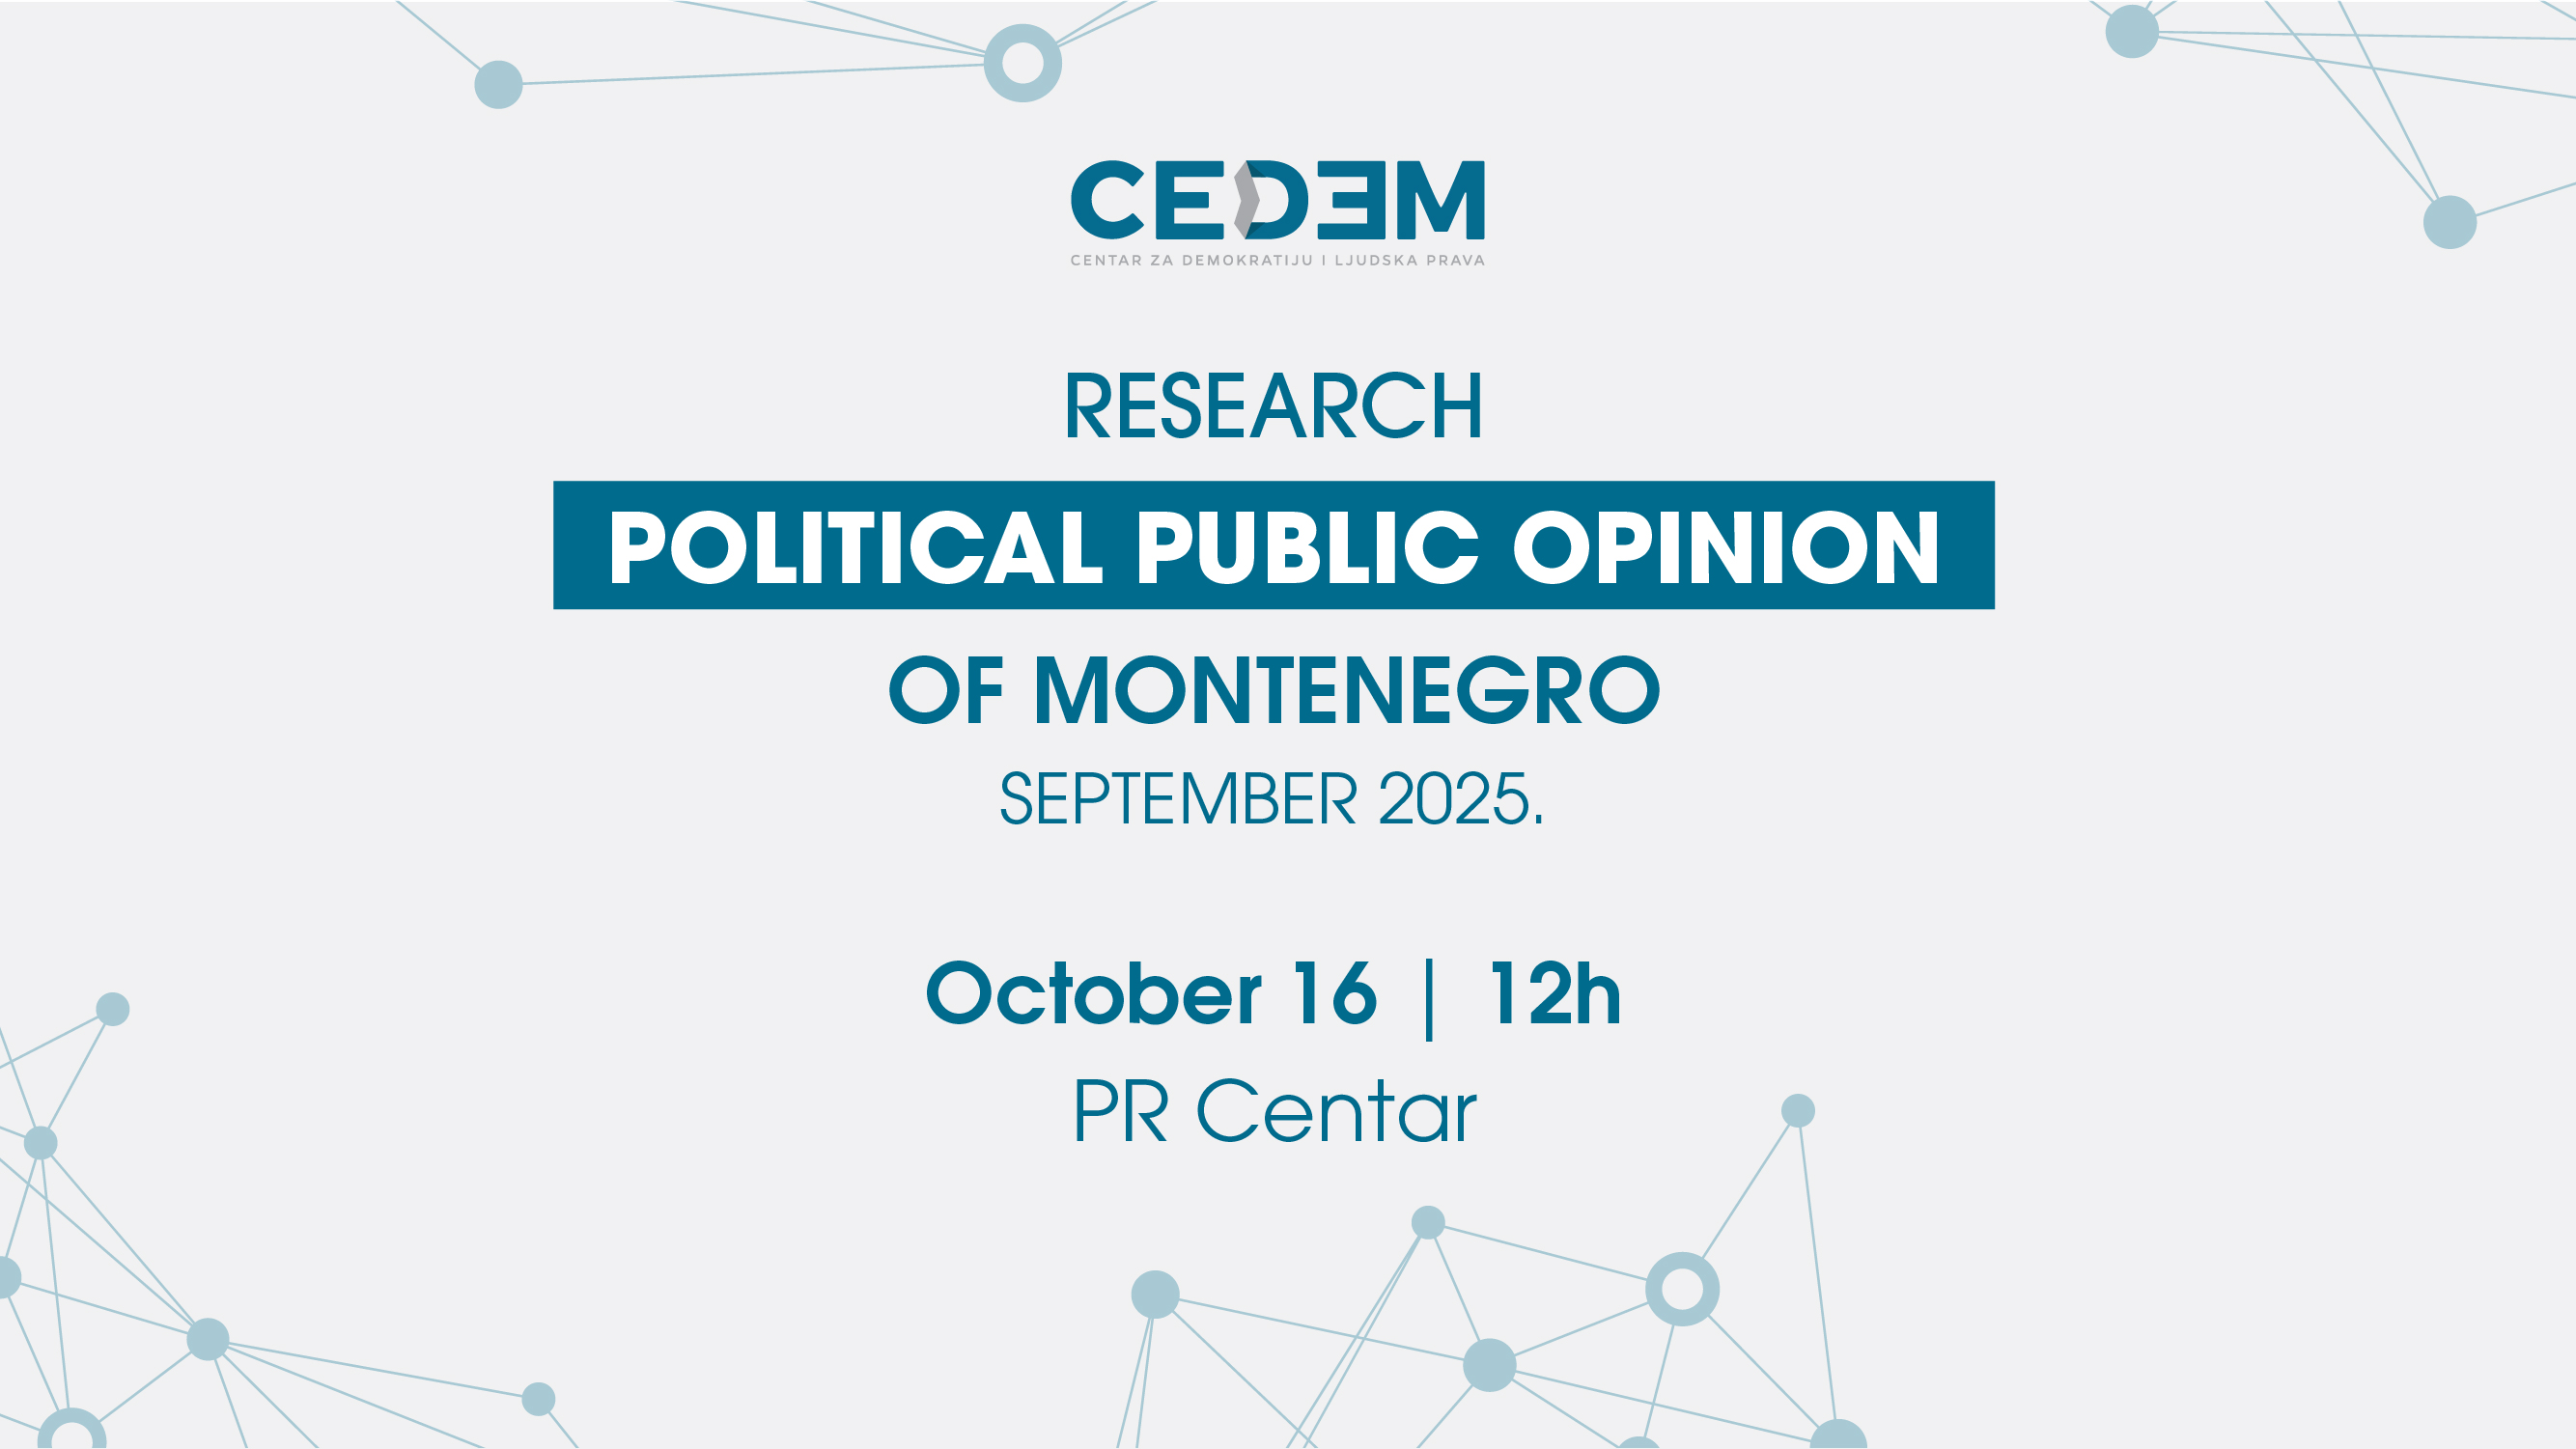 CEDEM
CENTAR ZA DEMOKRATIJU I LJUDSKA PRAVA
RESEARCH
POLITICAL PUBLIC OPINION
OF MONTENEGRO
SEPTEMBER 2025.
October 16 | 12h
PR Centar